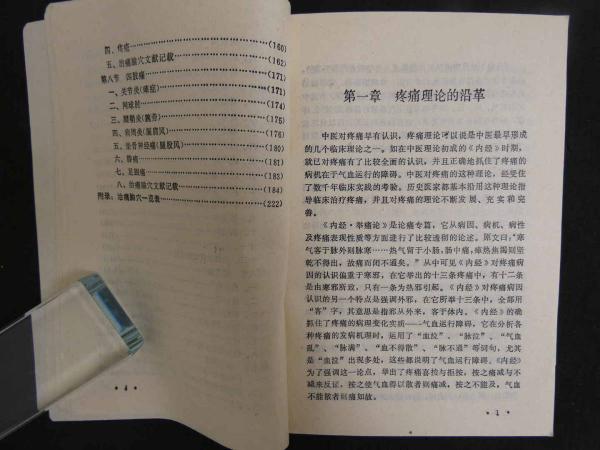 四、疼痞………(160)
五、治痛腧穴文献记载………(162)
第八节 四肢痛………(171)
一、关节炎(痹症)………(171)
二、网球肘………(174)
三、腱鞘炎(腕劳)………(176)
四、肩周炎(漏肩风)………(175)
五、坐骨神经痛(腿股风)………(180)
六、静痛………(181)
七、足跟痛………(183)
八、治痛腧穴文献记载………(184)
附录：治痛腧穴一览表………(222)
· 4 ·
第一章 疼痛理论的沿革
中医对疼痛早有认识，疼痛理论可以说是中医最早形成
的几个临床理论之一。如在中医理论初成的《内经》时期，
就已对疼痛有了比较全面的认识，并且正确地抓住了疼痛的
病机在于气血运行的障碍。中医对疼痛的这种理论，经受住
了数千年临床实践的考验。历史医家都基本沿用这种理论指
导临床治疗疼痛，并且对疼痛的理论不断发展、充实和完
善。
《内经·举痛论》是论痛专篇，它从病因、病机、病性
及疼痛表现性质等方面进行了比较透彻的论述。原文曰：“寒
气客于脉外则脉寒……热气留于小肠，肠中痛，瘅热焦渴则坚
乾不得出，故痛而闭不通矣。”从中可见《内经》对疼痛病
因的认识偏重于寒邪，在它举出的十三条疼痛中，有十二条
是由寒邪所致，只有一条为热邪引起。《内经》对疼痛病因
认识的另一个特点是强调外邪，在它所举十三条中，全部用
“客”字，其意思是指邪从外来，客于体内。《内经》的确
抓住了疼痛的病理变化实质——气血运行障碍，它在分析各
种疼痛的发病机理时，运用了“血泣”、“脉泣”、“气血
乱”、“脉满”、“血不得散”、“脉不通”等词句，尤其
是“血泣”出现多处，这些都说明了气血运行障碍。《内经》
为了强调这一论点，举出了疼痛喜按与拒按，按之痛减与不
减来反证，按之使气血得以散者则痛减，按之不能及，气血
不能散者则痛如故。
· 1 ·